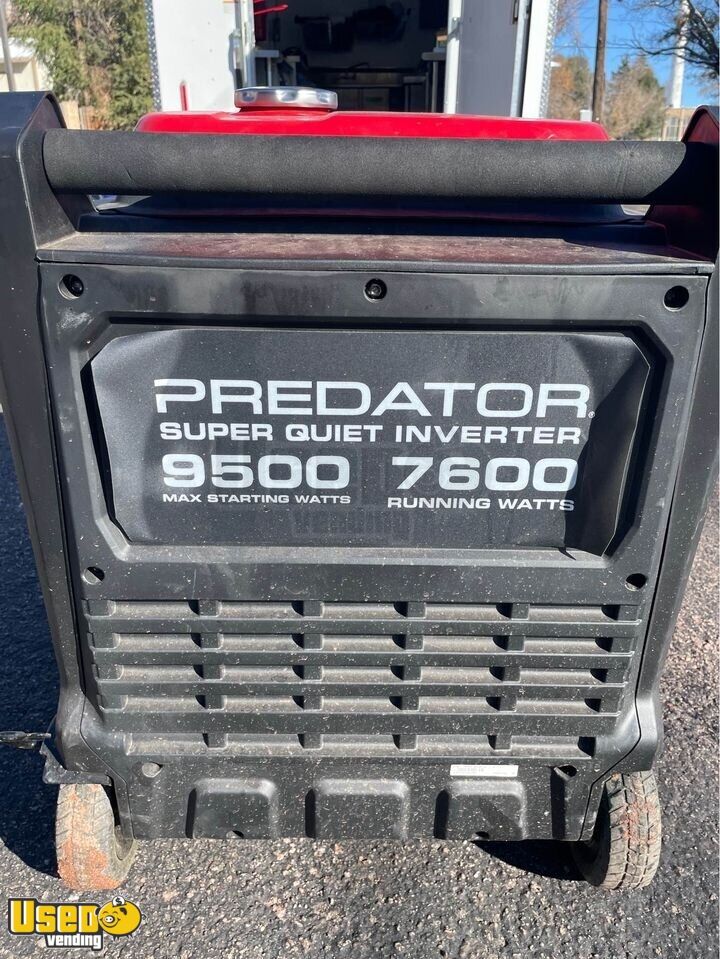 PREDATOR®
SUPER QUIET INVERTER
9500 7600
MAX STARTING WATTS RUNNING WATTS
Used
Vending